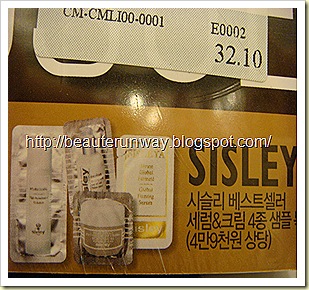 CM-CMLI00-0001
E0002
32.10
http://beauterunway.blogspot.com/
SISLEY
시슬리 베스트셀러
세럼&크림 4종 샘플
(4만9천원 상당)